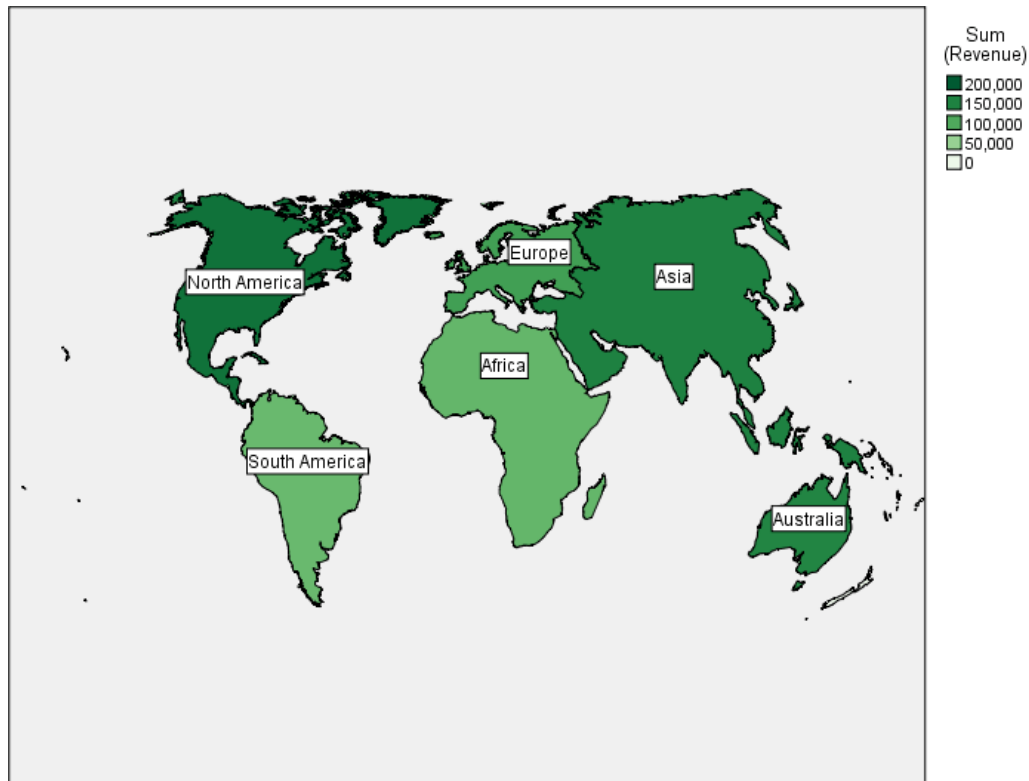 Sum
(Revenue)
200,000
150,000
100,000
50,000
0
Europe
North America
Asia
Africa
South America
Australia